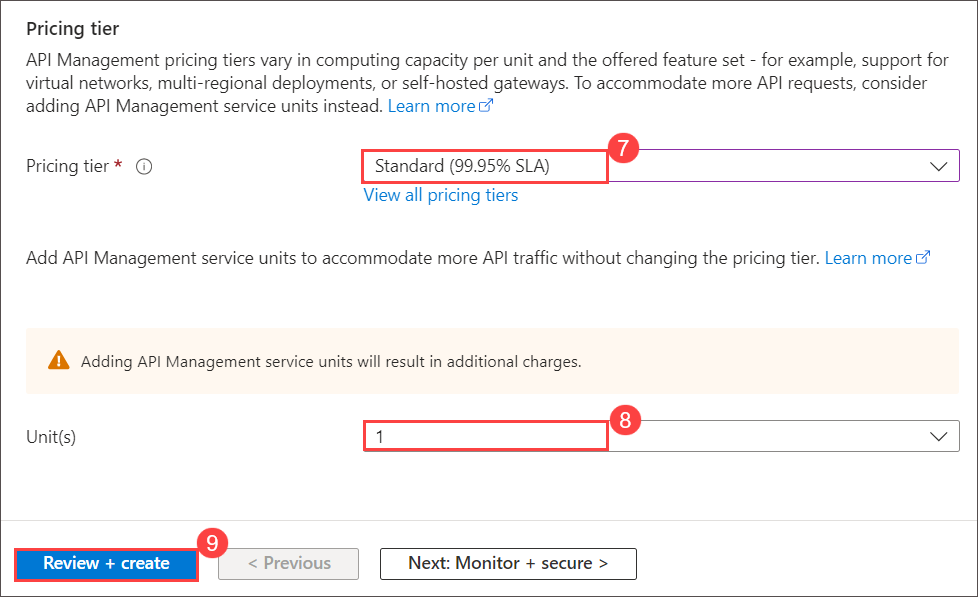 Pricing tier
API Management pricing tiers vary in computing capacity per unit and the offered feature set - for example, support for
virtual networks, multi-regional deployments, or self-hosted gateways. To accommodate more API requests, consider
adding API Management service units instead. Learn more
7
Pricing tier * Standard (99.95% SLA)
View all pricing tiers
Add API Management service units to accommodate more API traffic without changing the pricing tier. Learn more
Adding API Management service units will result in additional charges.
8
Unit(s) 1
9
Review + create < Previous Next: Monitor + secure >